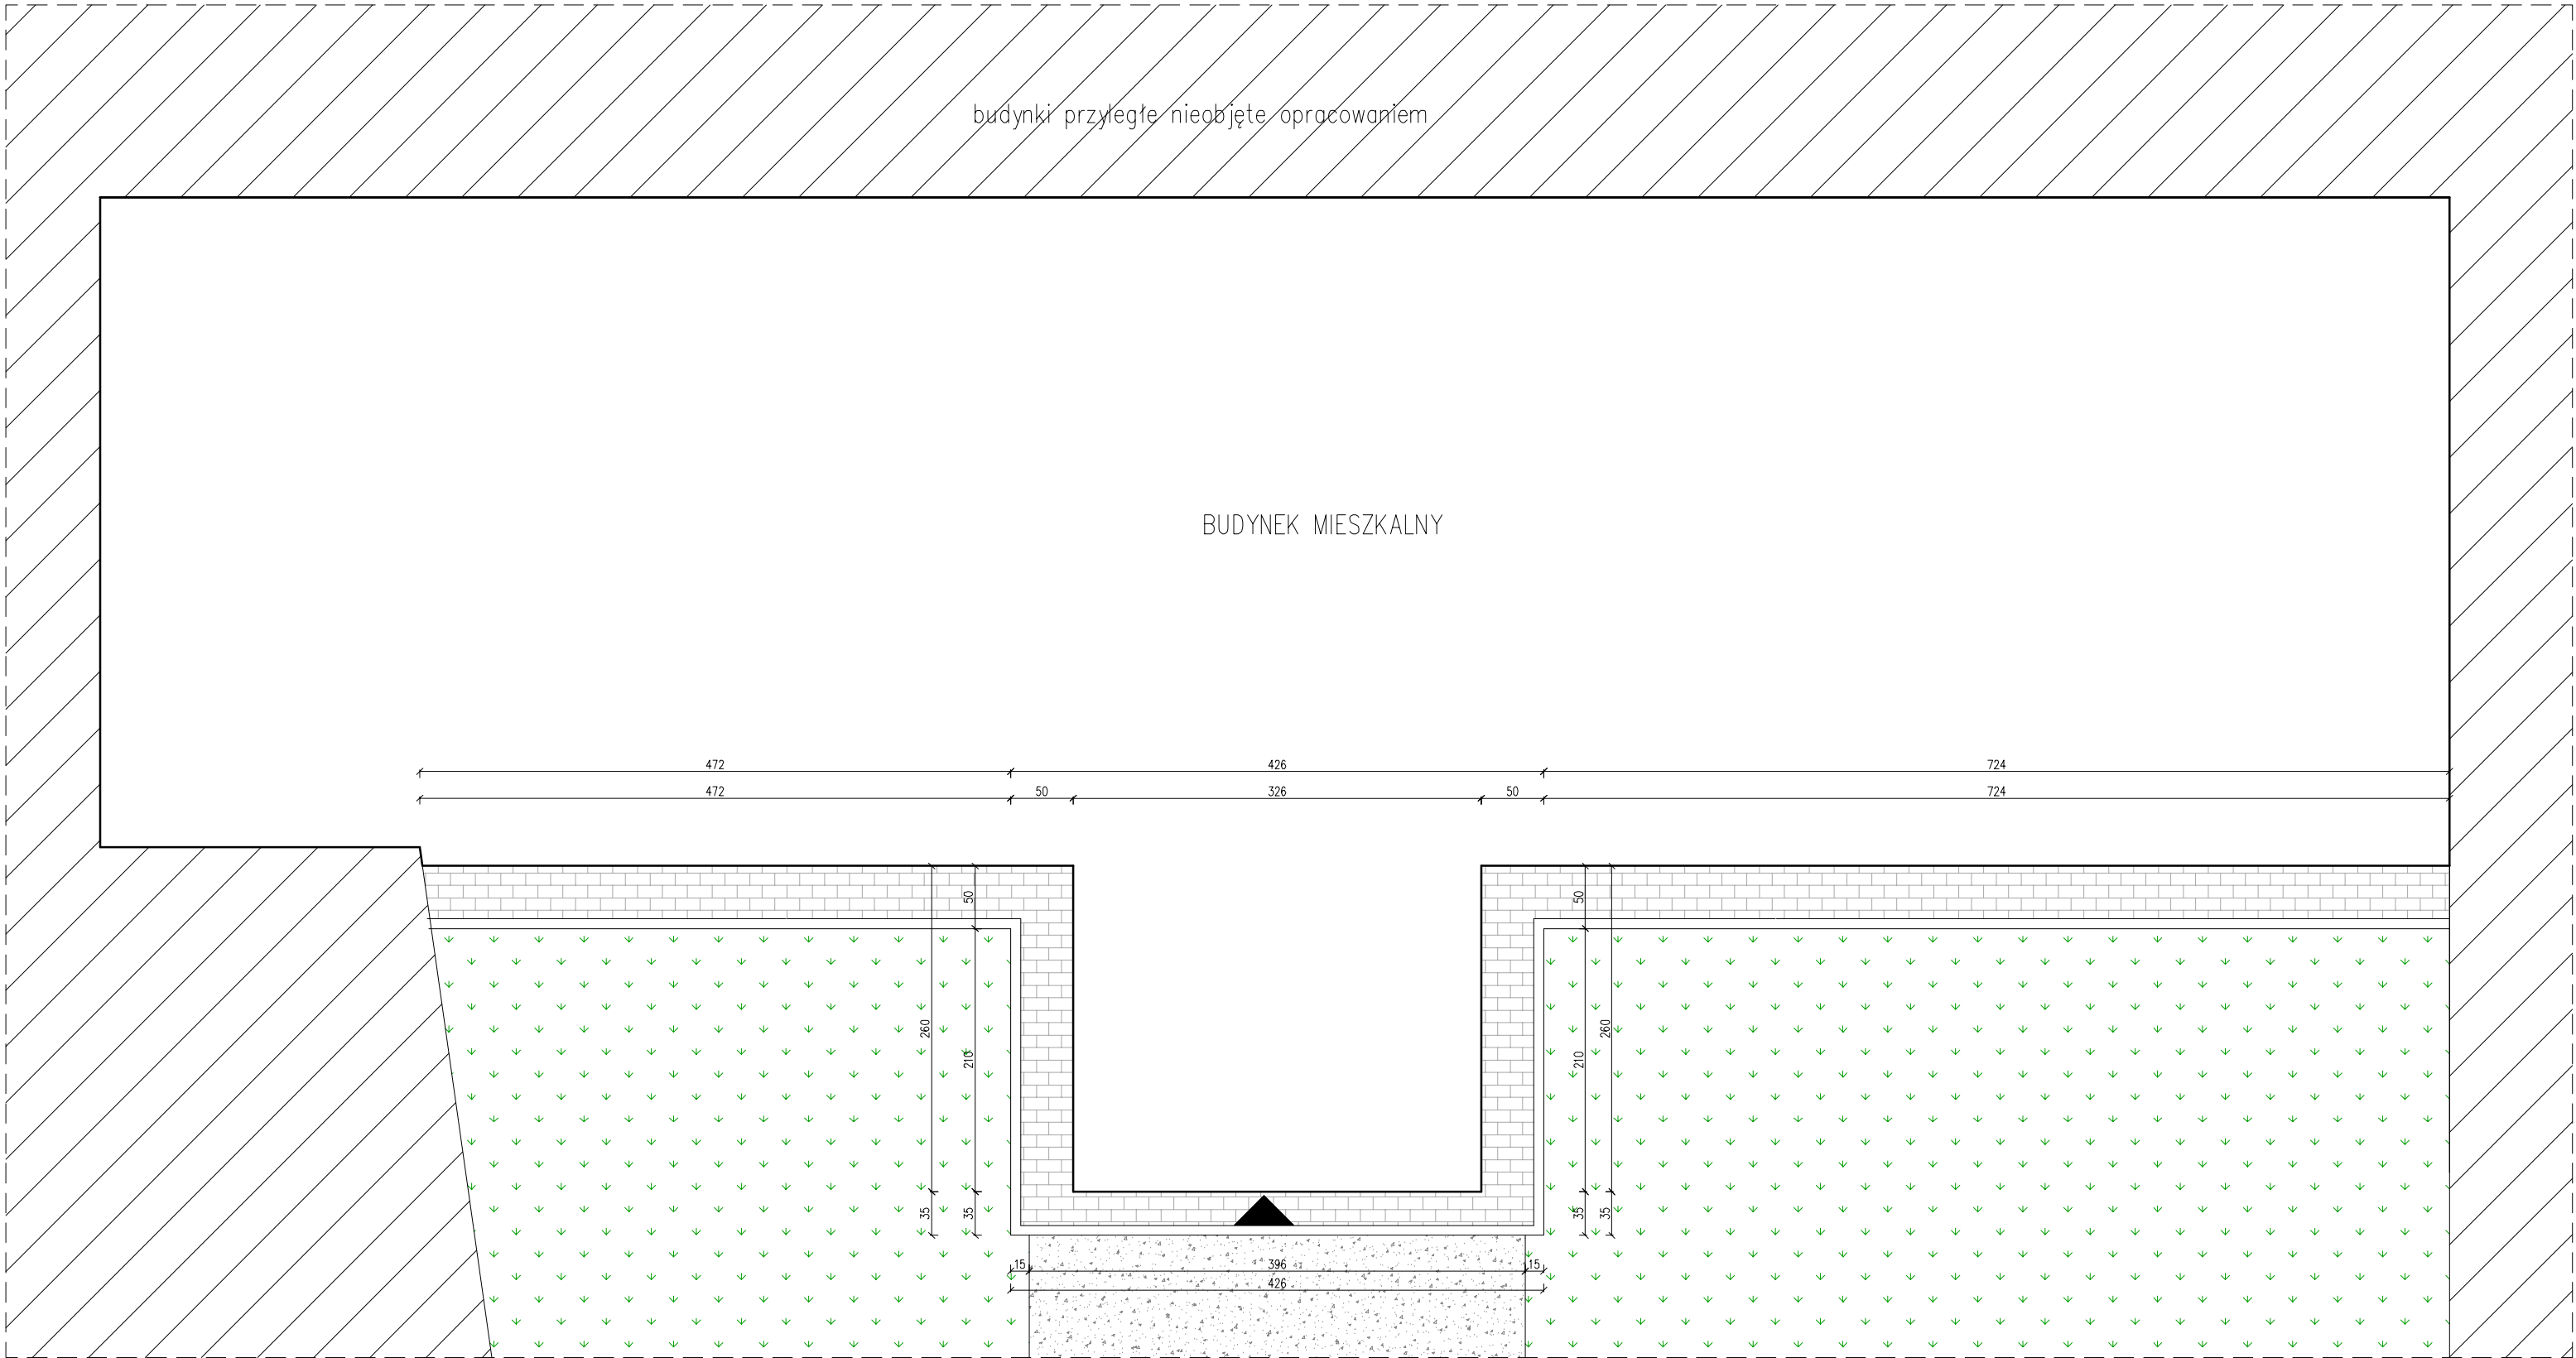 budynki przyległe nieobjęte opracowaniem
BUDYNEK MIESZKALNY
472 426 724
472 50 326 50 724
50 50
260 210 210 260
35 35 35 35
15 396 15
426